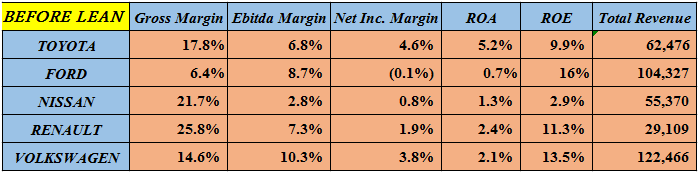 BEFORE LEAN Gross Margin Ebitda Margin Net Inc. Margin ROA ROE Total Revenue
TOYOTA 17.8% 6.8% 4.6% 5.2% 9.9% 62,476
FORD 6.4% 8.7% (0.1%) 0.7% 16% 104,327
NISSAN 21.7% 2.8% 0.8% 1.3% 2.9% 55,370
RENAULT 25.8% 7.3% 1.9% 2.4% 11.3% 29,109
VOLKSWAGEN 14.6% 10.3% 3.8% 2.1% 13.5% 122,466